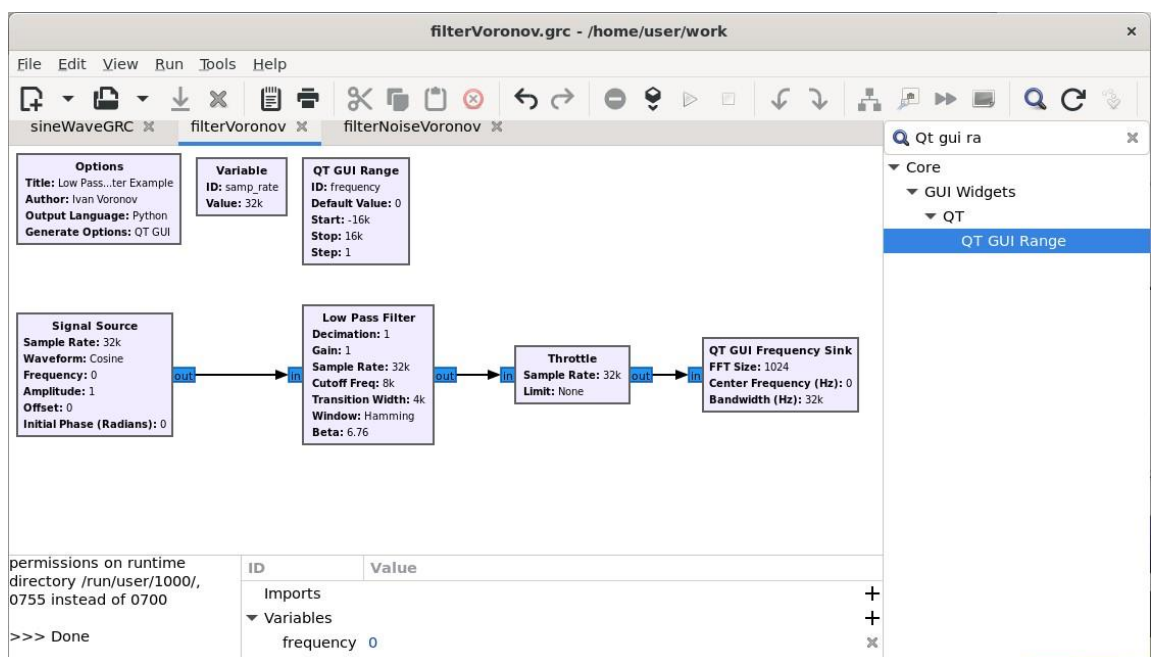 filterVoronov.grc - /home/user/work
File Edit View Run Tools Help
sineWaveGRC
filterVoronov
filterNoiseVoronov
Options
Title: Low Pass...ter Example
Author: Ivan Voronov
Output Language: Python
Generate Options: QT GUI
Variable
ID: samp_rate
Value: 32k
QT GUI Range
ID: frequency
Default Value: 0
Start: -16k
Stop: 16k
Step: 1
Signal Source
Sample Rate: 32k
Waveform: Cosine
Frequency: 0
Amplitude: 1
Offset: 0
Initial Phase (Radians): 0
out
in
Low Pass Filter
Decimation: 1
Gain: 1
Sample Rate: 32k
Cutoff Freq: 8k
Transition Width: 4k
Window: Hamming
Beta: 6.76
out
in
Throttle
Sample Rate: 32k
Limit: None
out
in
QT GUI Frequency Sink
FFT Size: 1024
Center Frequency (Hz): 0
Bandwidth (Hz): 32k
Qt gui ra
Core
GUI Widgets
QT
QT GUI Range
permissions on runtime
directory /run/user/1000/,
0755 instead of 0700
>>> Done
ID Value
Imports
Variables
frequency 0